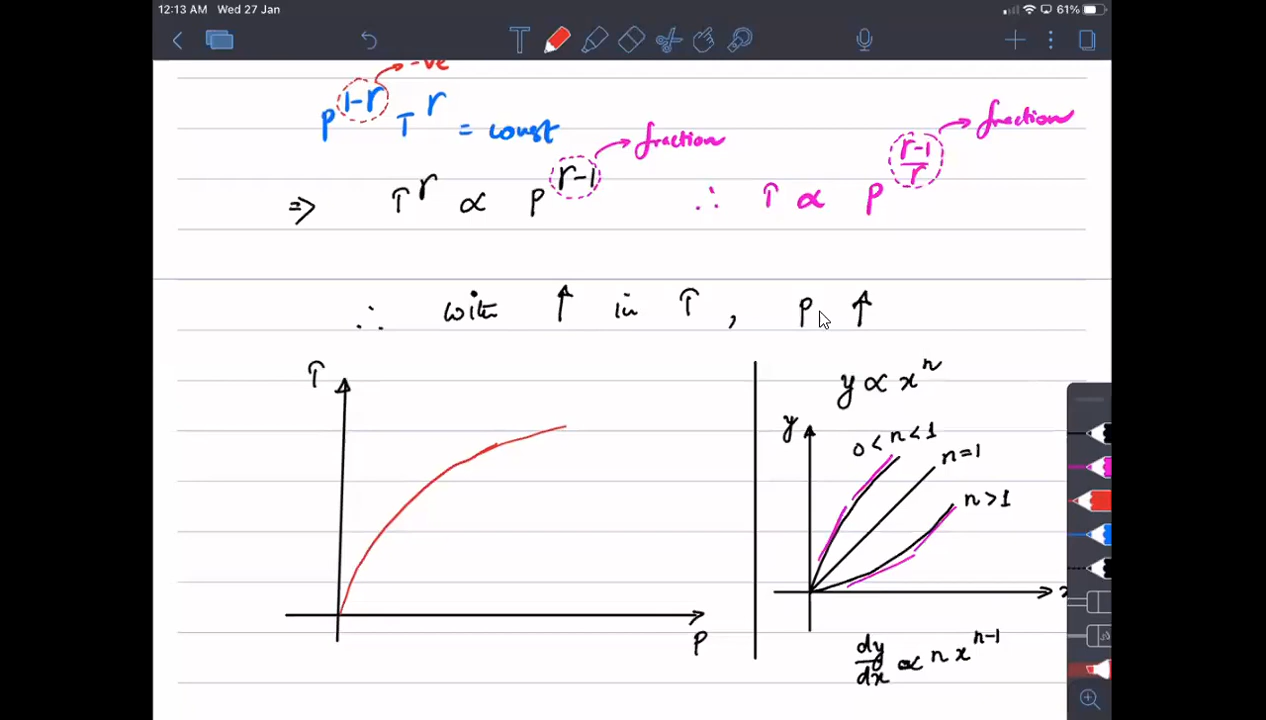 12:13 AM Wed 27 Jan 61%
-ve
P^{1-r} T^r = const
fraction
fraction
⇒ T^r ∝ P^{r-1} ∴ T ∝ P^{\frac{r-1}{r}}
∴ with ↑ in T , P ↑
T
P
y ∝ x^n
y
0<n<1
n=1
n>1
dy/dx ∝ n x^{n-1}